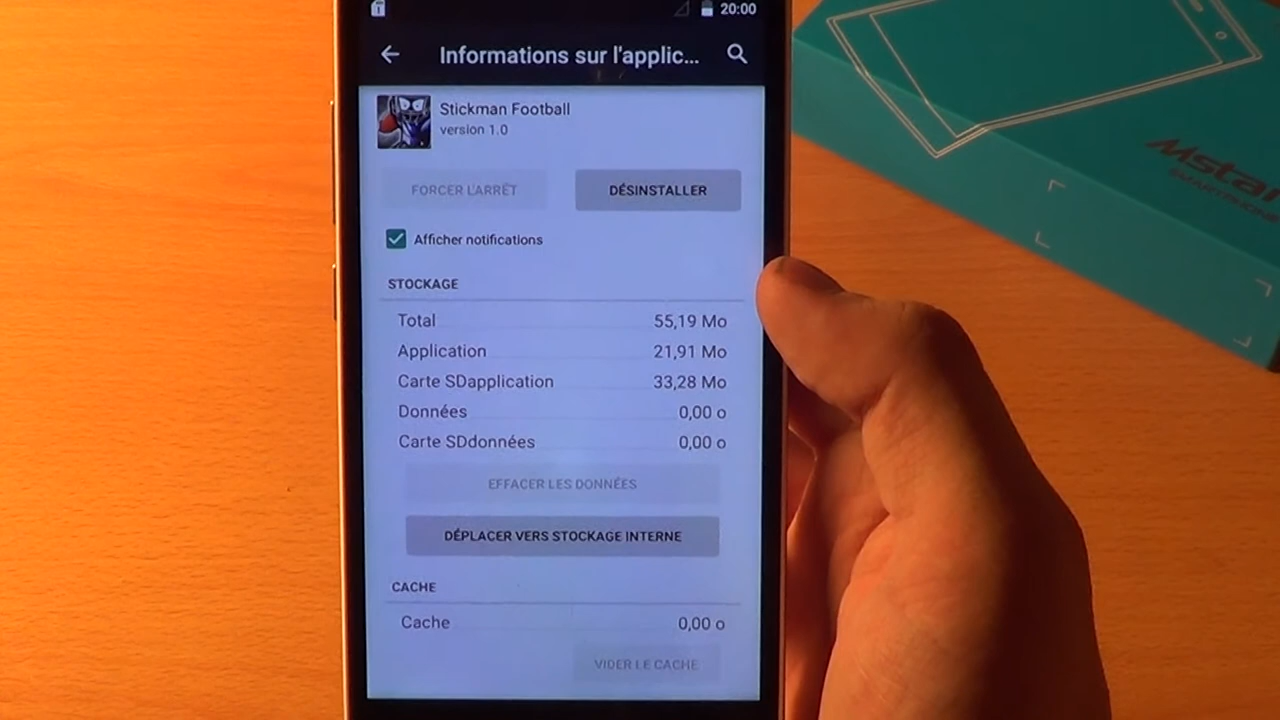 20:00
Informations sur l'applic...
Stickman Football
version 1.0
FORCER L'ARRÊT
DÉSINSTALLER
Afficher notifications
STOCKAGE
Total 55,19 Mo
Application 21,91 Mo
Carte SDapplication 33,28 Mo
Données 0,00 o
Carte SDdonnées 0,00 o
EFFACER LES DONNÉES
DÉPLACER VERS STOCKAGE INTERNE
CACHE
Cache 0,00 o
VIDER LE CACHE
Mstar